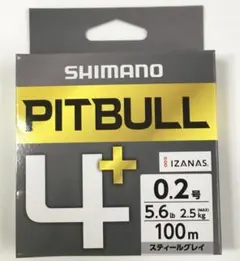 SHIMANO
PITBULL
4+
IZANAS
0.2号
5.6lb 2.5kg (MAX)
100m
スティールグレイ